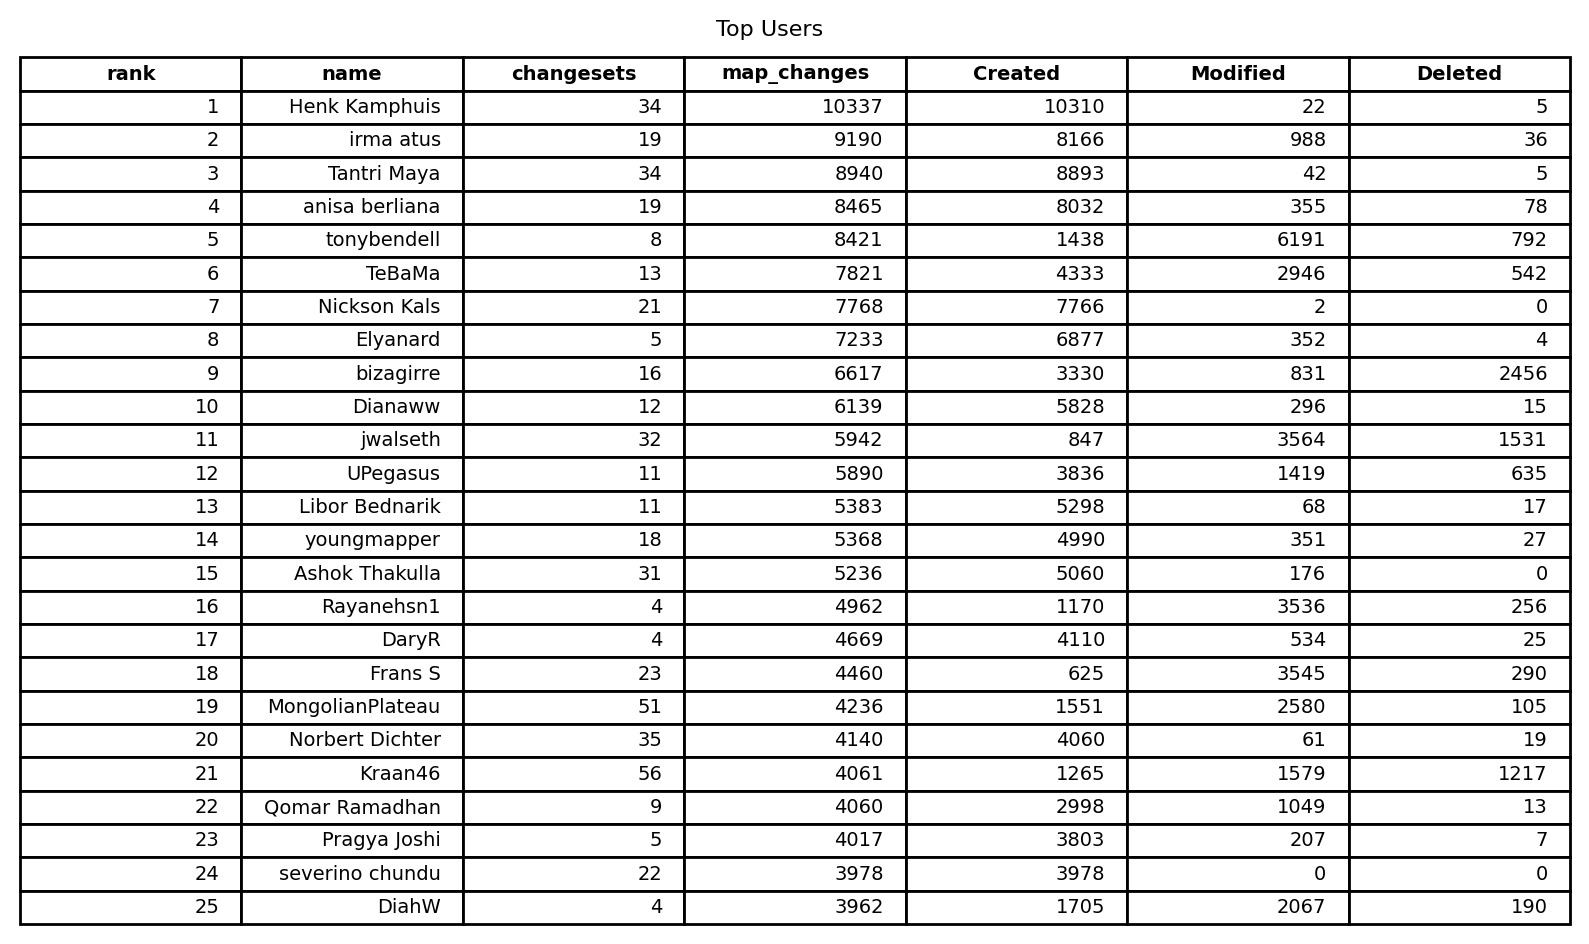 Top Users
rank name changesets map_changes Created Modified Deleted
1 Henk Kamphuis 34 10337 10310 22 5
2 irma atus 19 9190 8166 988 36
3 Tantri Maya 34 8940 8893 42 5
4 anisa berliana 19 8465 8032 355 78
5 tonybendell 8 8421 1438 6191 792
6 TeBaMa 13 7821 4333 2946 542
7 Nickson Kals 21 7768 7766 2 0
8 Elyanard 5 7233 6877 352 4
9 bizagirre 16 6617 3330 831 2456
10 Dianaww 12 6139 5828 296 15
11 jwalseth 32 5942 847 3564 1531
12 UPegasus 11 5890 3836 1419 635
13 Libor Bednarik 11 5383 5298 68 17
14 youngmapper 18 5368 4990 351 27
15 Ashok Thakulla 31 5236 5060 176 0
16 Rayanehsn1 4 4962 1170 3536 256
17 DaryR 4 4669 4110 534 25
18 Frans S 23 4460 625 3545 290
19 MongolianPlateau 51 4236 1551 2580 105
20 Norbert Dichter 35 4140 4060 61 19
21 Kraan46 56 4061 1265 1579 1217
22 Qomar Ramadhan 9 4060 2998 1049 13
23 Pragya Joshi 5 4017 3803 207 7
24 severino chundu 22 3978 3978 0 0
25 DiahW 4 3962 1705 2067 190